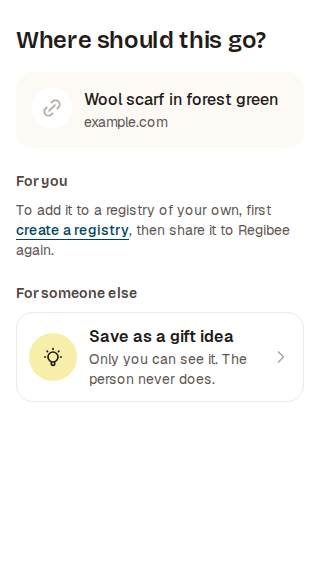 Where should this go?
Wool scarf in forest green
example.com
For you
To add it to a registry of your own, first
create a registry, then share it to Regibee
again.
For someone else
Save as a gift idea
Only you can see it. The
person never does.